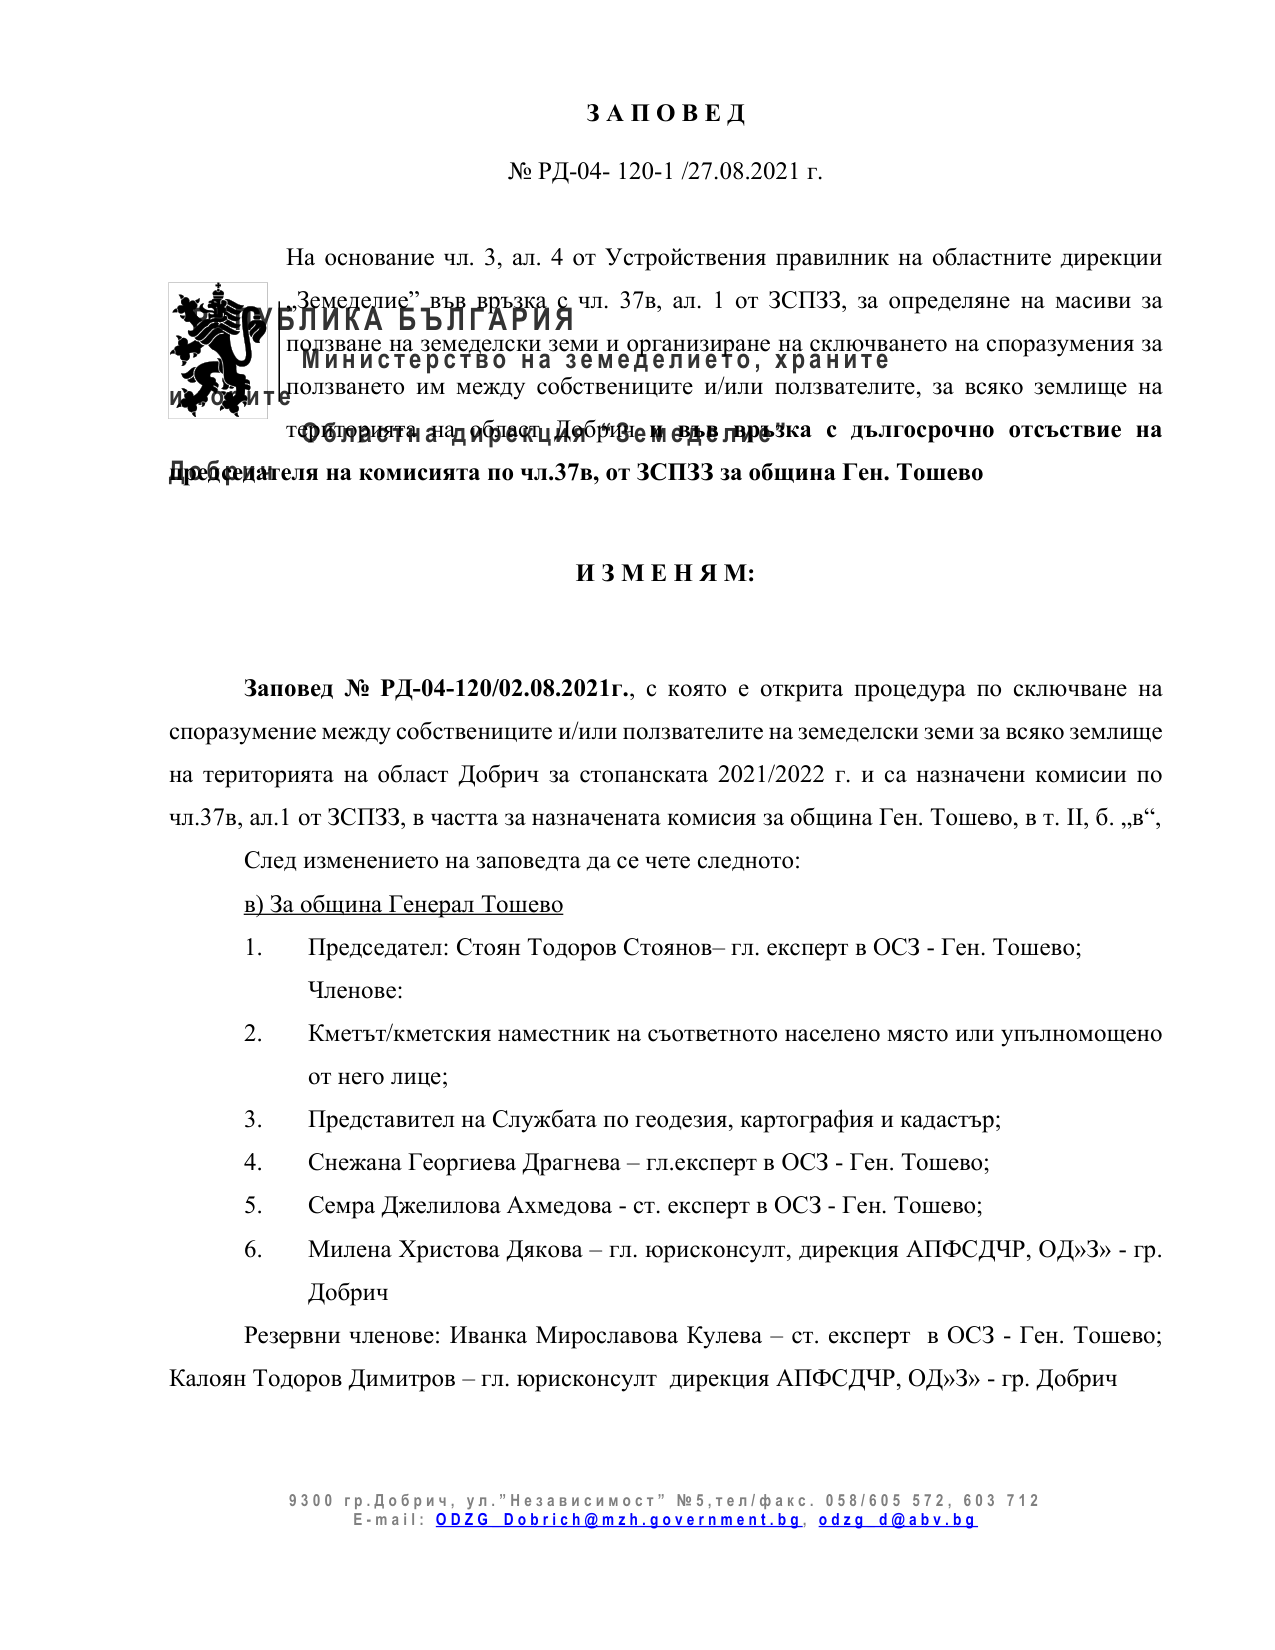 З А П О В Е Д
№ РД-04- 120-1 /27.08.2021 г.
На основание чл. 3, ал. 4 от Устройствения правилник на областните дирекции
„Земеделие” във връзка с чл. 37в, ал. 1 от ЗСПЗЗ, за определяне на масиви за
ползване на земеделски земи и организиране на сключването на споразумения за
ползването им между собствениците и/или ползвателите, за всяко землище на
територията на област Добрич и във връзка с дългосрочно отсъствие на
председателя на комисията по чл.37в, от ЗСПЗЗ за община Ген. Тошево
БЪЛГАРИЯ
Министерство на земеделието, храните
Областна дирекция “Земеделие”
Добрич
И З М Е Н Я М:
Заповед № РД-04-120/02.08.2021г., с която е открита процедура по сключване на
споразумение между собствениците и/или ползвателите на земеделски земи за всяко землище
на територията на област Добрич за стопанската 2021/2022 г. и са назначени комисии по
чл.37в, ал.1 от ЗСПЗЗ, в частта за назначената комисия за община Ген. Тошево, в т. II, б. „в“,
След изменението на заповедта да се чете следното:
в) За община Генерал Тошево
1. Председател: Стоян Тодоров Стоянов– гл. експерт в ОСЗ - Ген. Тошево;
Членове:
2. Кметът/кметския наместник на съответното населено място или упълномощено
от него лице;
3. Представител на Службата по геодезия, картография и кадастър;
4. Снежана Георгиева Драгнева – гл.експерт в ОСЗ - Ген. Тошево;
5. Семра Джелилова Ахмедова - ст. експерт в ОСЗ - Ген. Тошево;
6. Милена Христова Дякова – гл. юрисконсулт, дирекция АПФСДЧР, ОД»З» - гр.
Добрич
Резервни членове: Иванка Мирославова Кулева – ст. експерт в ОСЗ - Ген. Тошево;
Калоян Тодоров Димитров – гл. юрисконсулт дирекция АПФСДЧР, ОД»З» - гр. Добрич
9300 гр.Добрич, ул.”Независимост” №5,тел/факс. 058/605 572, 603 712
E-mail: ODZG_Dobrich@mzh.government.bg, odzg_d@abv.bg